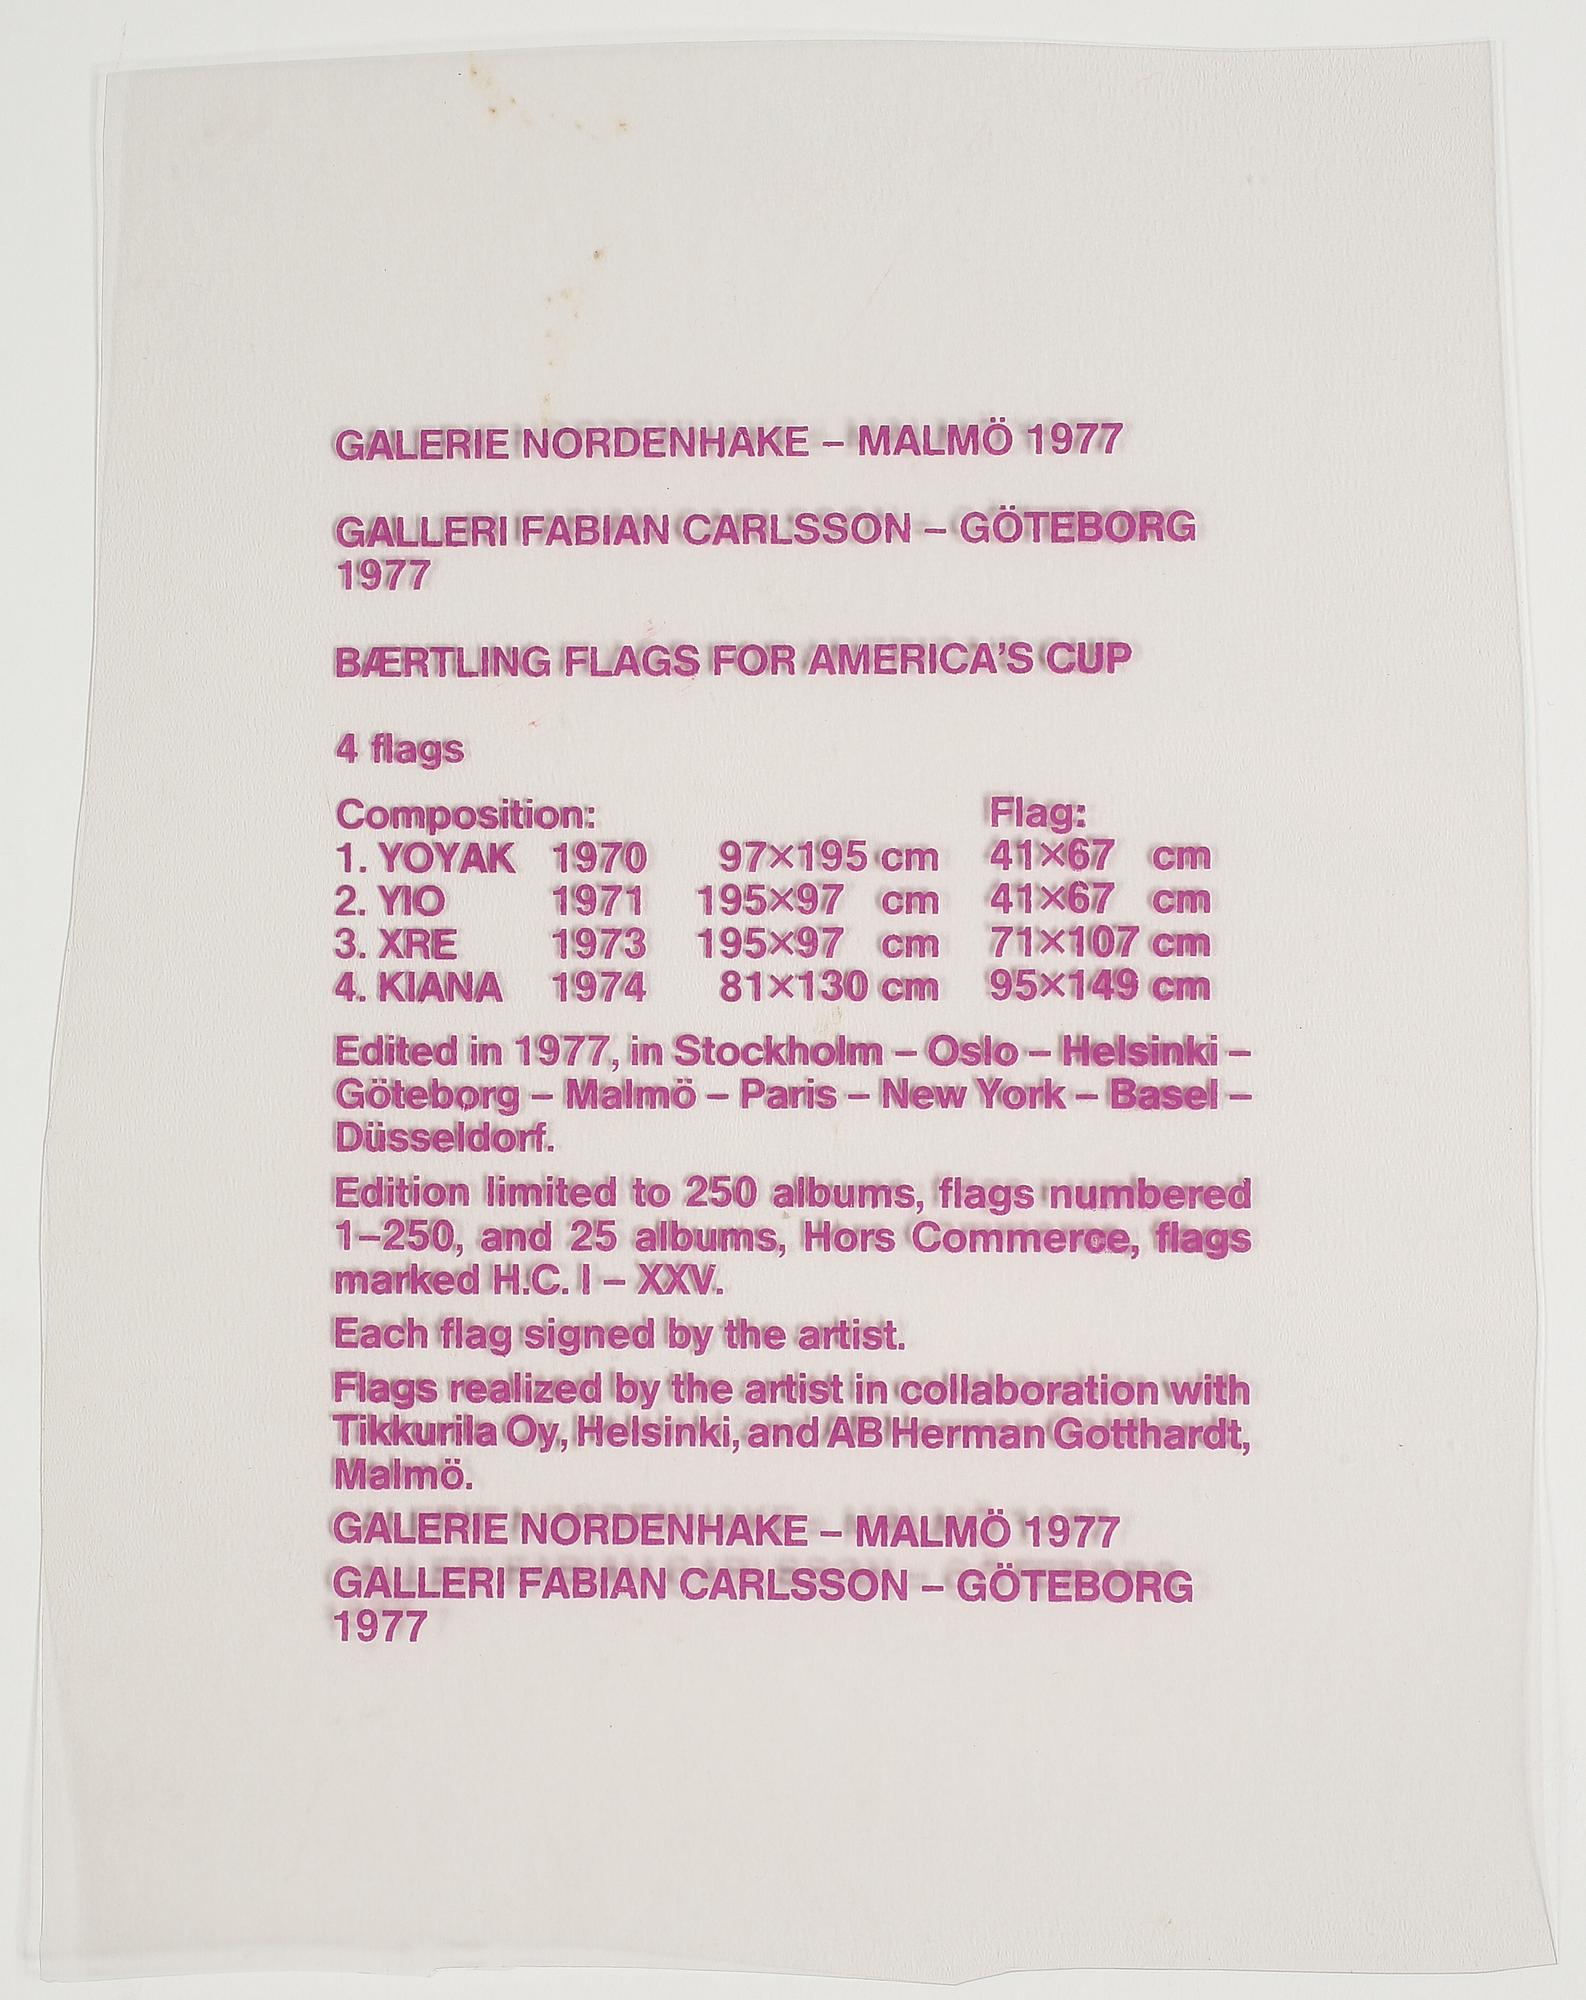 GALERIE NORDENHAKE – MALMÖ 1977
GALLERI FABIAN CARLSSON – GÖTEBORG
1977
BÆRTLING FLAGS FOR AMERICA’S CUP
4 flags
Composition: Flag:
1. YOYAK 1970 97×195 cm 41×67 cm
2. YIO 1971 195×97 cm 41×67 cm
3. XRE 1973 195×97 cm 71×107 cm
4. KIANA 1974 81×130 cm 95×149 cm
Edited in 1977, in Stockholm – Oslo – Helsinki –
Göteborg – Malmö – Paris – New York – Basel –
Düsseldorf.
Edition limited to 250 albums, flags numbered
1–250, and 25 albums, Hors Commerce, flags
marked H.C. I – XXV.
Each flag signed by the artist.
Flags realized by the artist in collaboration with
Tikkurila Oy, Helsinki, and AB Herman Gotthardt,
Malmö.
GALERIE NORDENHAKE – MALMÖ 1977
GALLERI FABIAN CARLSSON – GÖTEBORG
1977